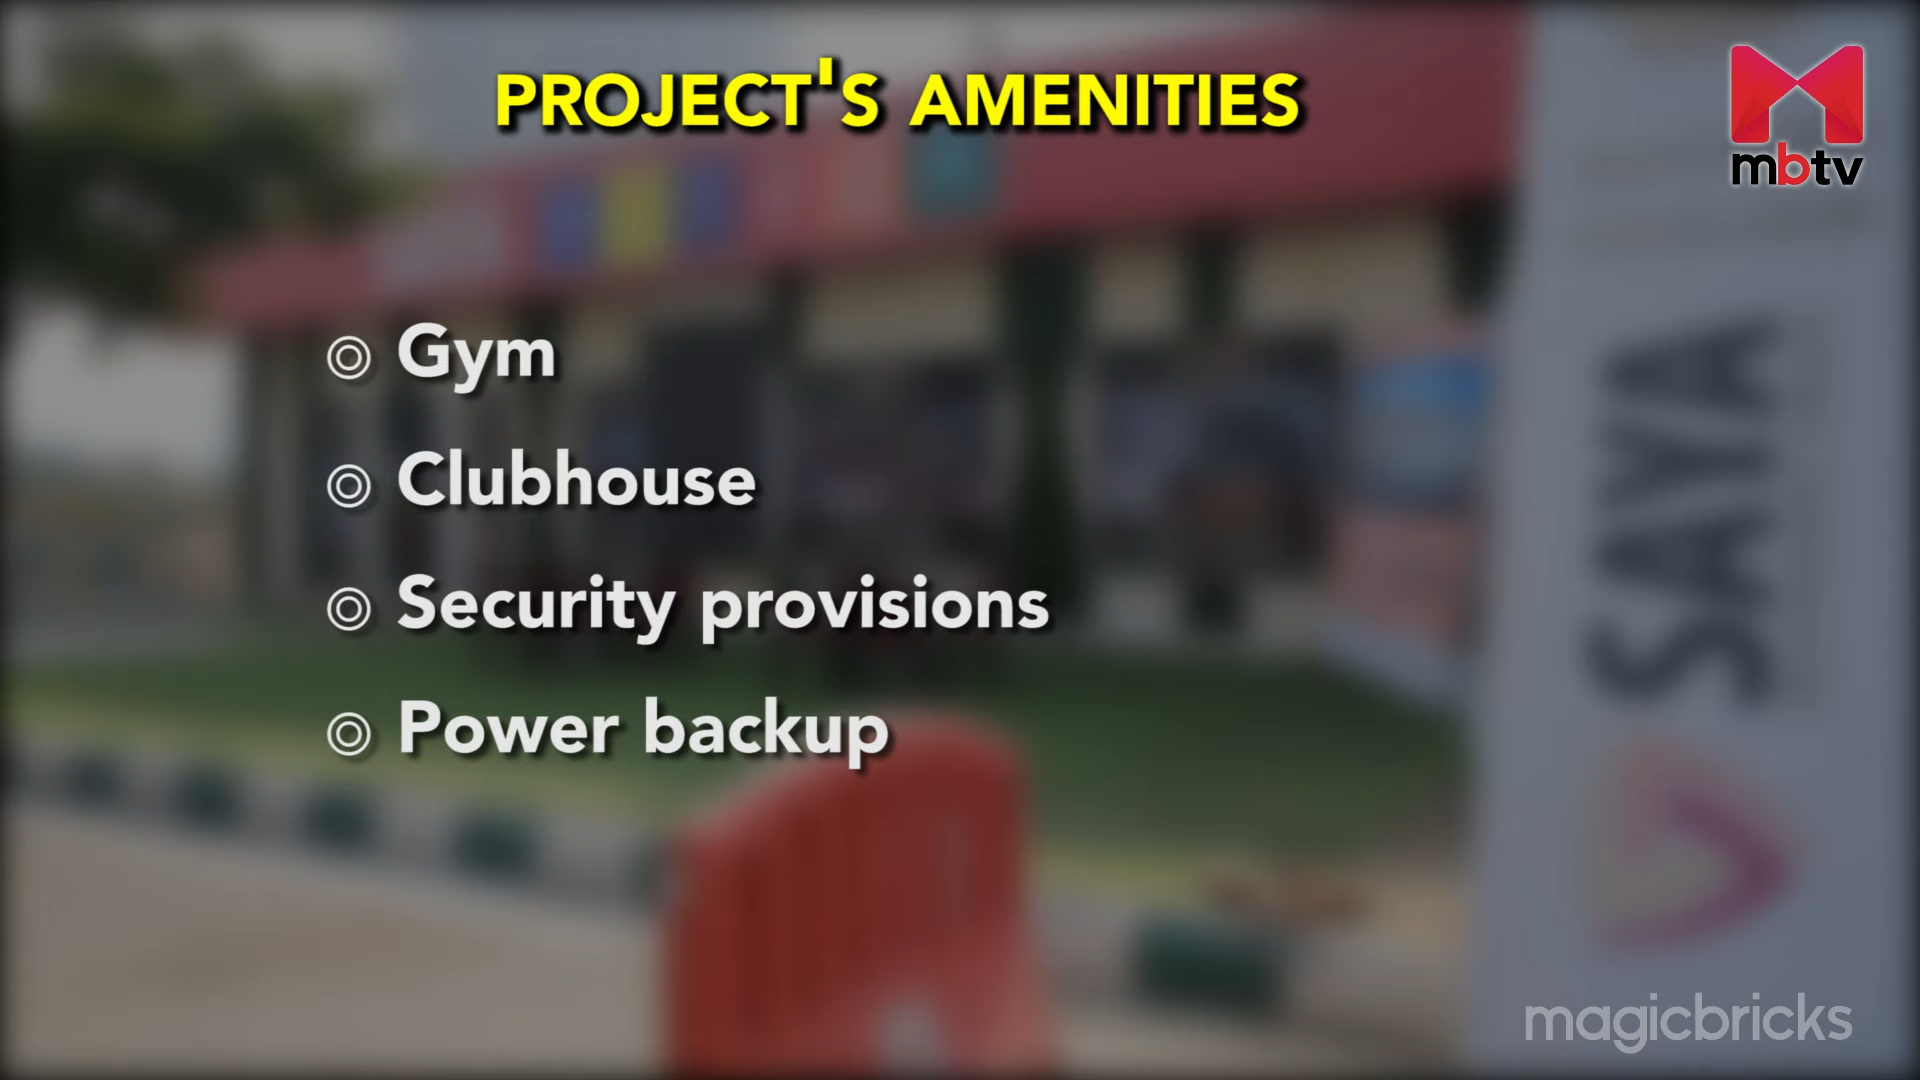 PROJECT'S AMENITIES
mbtv
◎ Gym
◎ Clubhouse
◎ Security provisions
◎ Power backup
SAYA
magicbricks